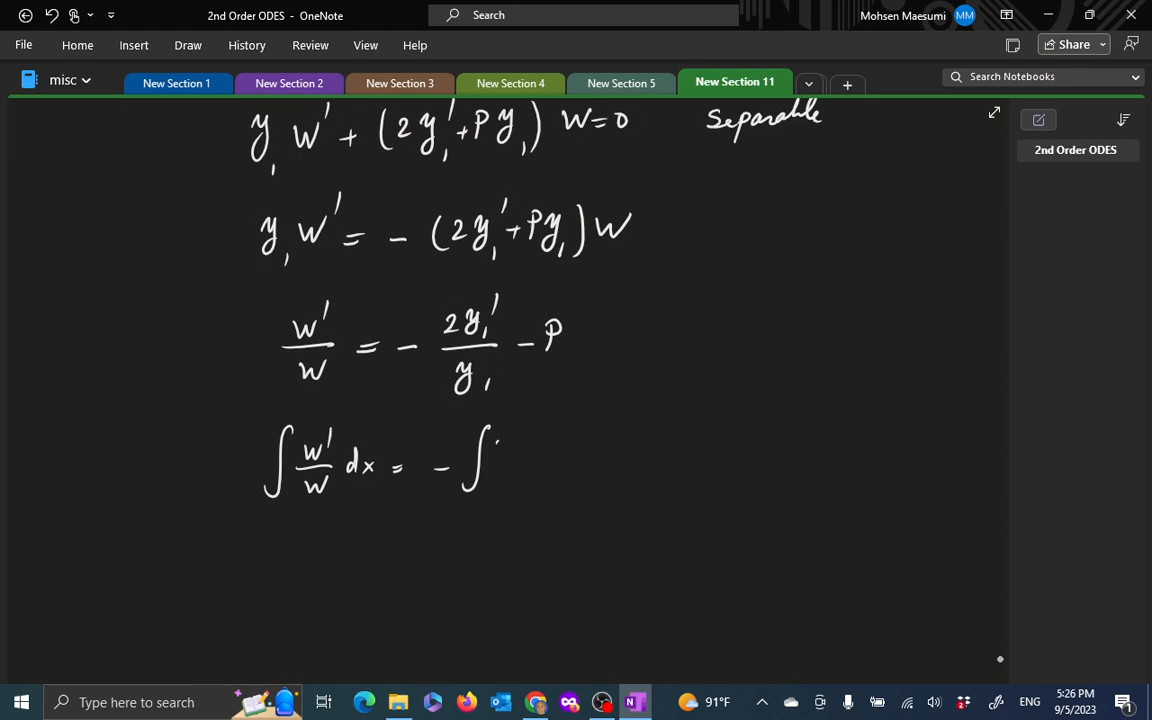 2nd Order ODES - OneNote
Search
Mohsen Maesumi MM
File Home Insert Draw History Review View Help
Share
misc
New Section 1
New Section 2
New Section 3
New Section 4
New Section 5
New Section 11
+
Search Notebooks
2nd Order ODES
y₁ W' + (2y₁' + P y₁) W = 0 Separable
y₁ W' = - (2y₁' + P y₁) W
W'/W = - 2y₁'/y₁ - P
∫ W'/W dx = - ∫
Type here to search
91°F
ENG
5:26 PM
9/5/2023
1